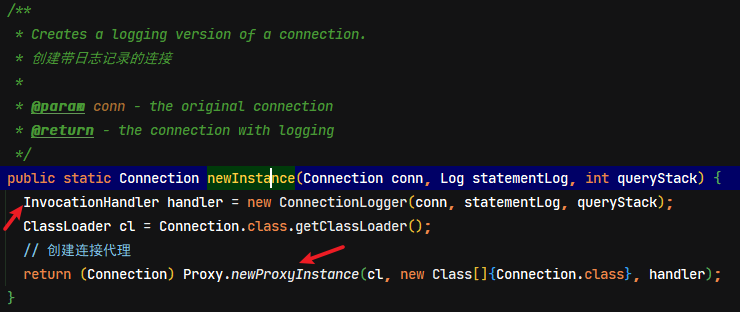 /**
 * Creates a logging version of a connection.
 * 创建带日志记录的连接
 *
 * @param conn - the original connection
 * @return - the connection with logging
 */
public static Connection newInstance(Connection conn, Log statementLog, int queryStack) {
  InvocationHandler handler = new ConnectionLogger(conn, statementLog, queryStack);
  ClassLoader cl = Connection.class.getClassLoader();
  // 创建连接代理
  return (Connection) Proxy.newProxyInstance(cl, new Class[]{Connection.class}, handler);
}